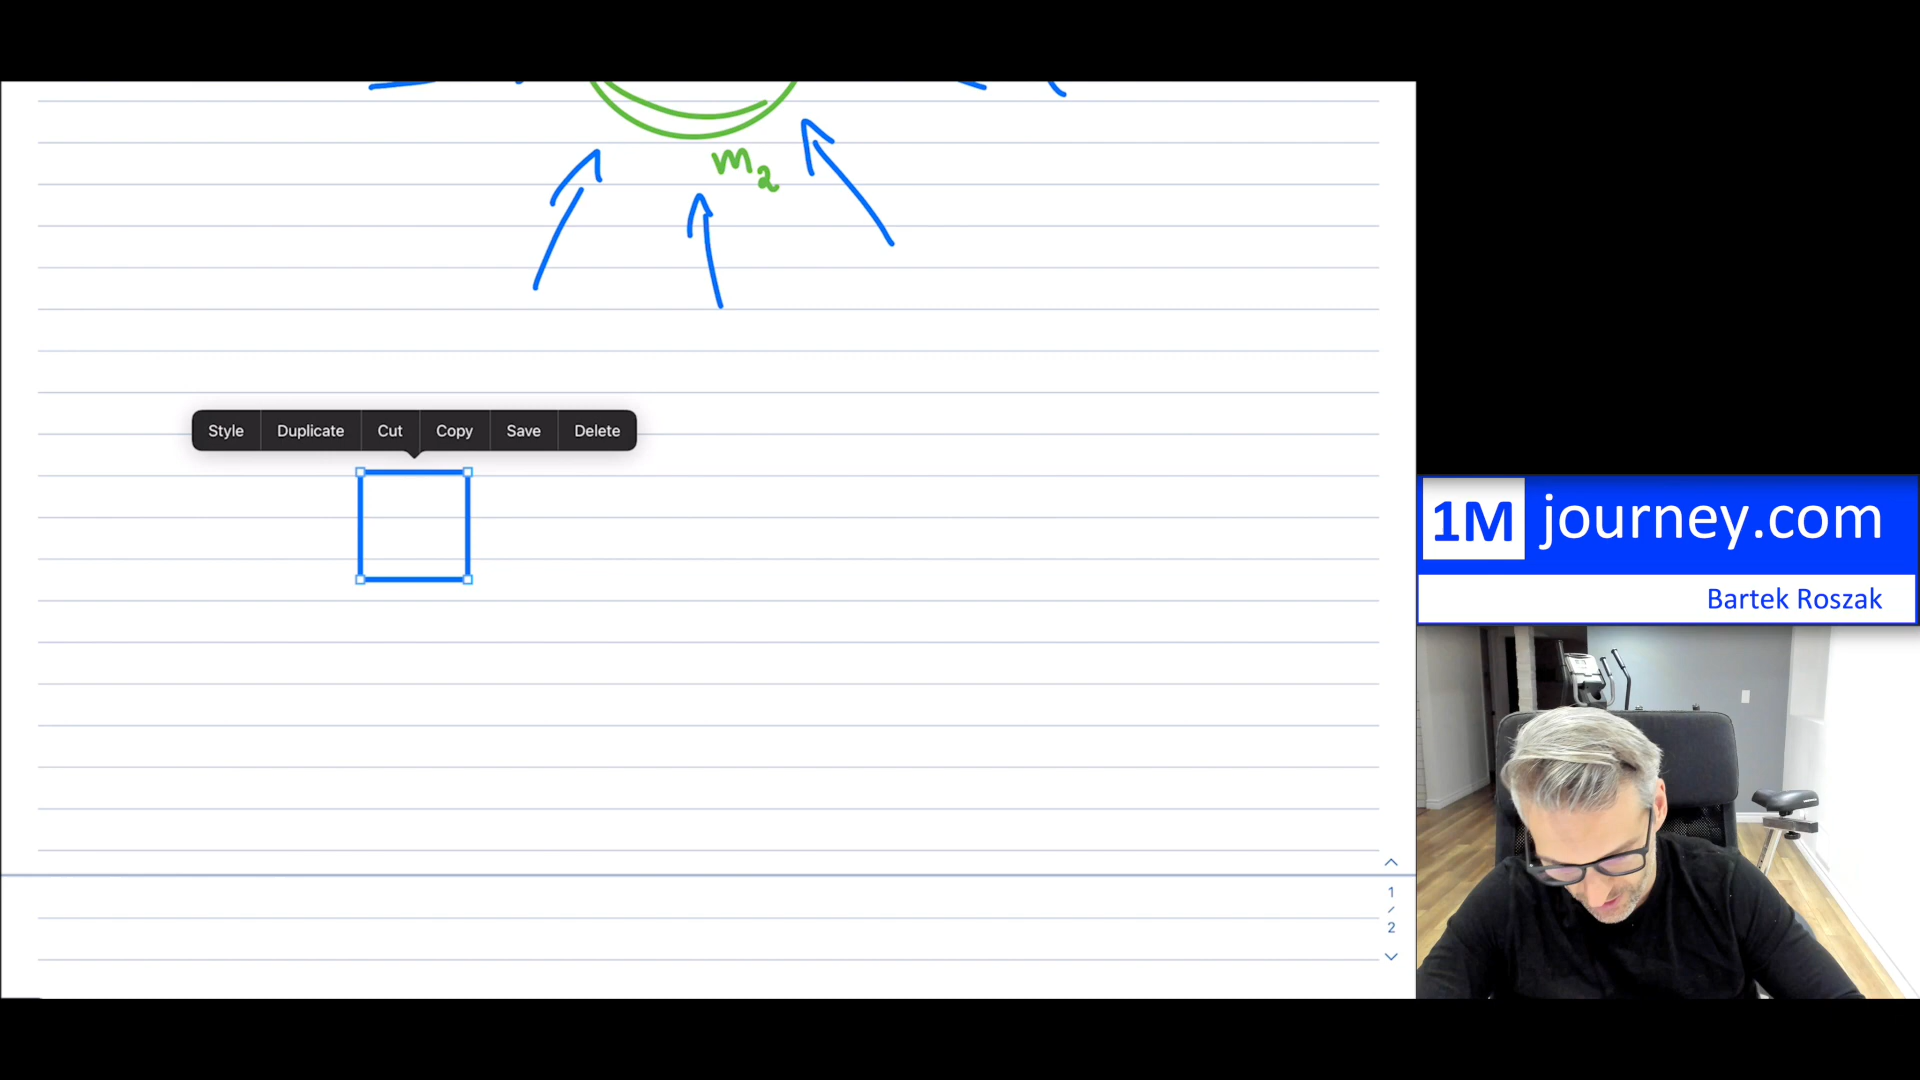 m2
Style Duplicate Cut Copy Save Delete
1M journey.com
Bartek Roszak
1
/
2